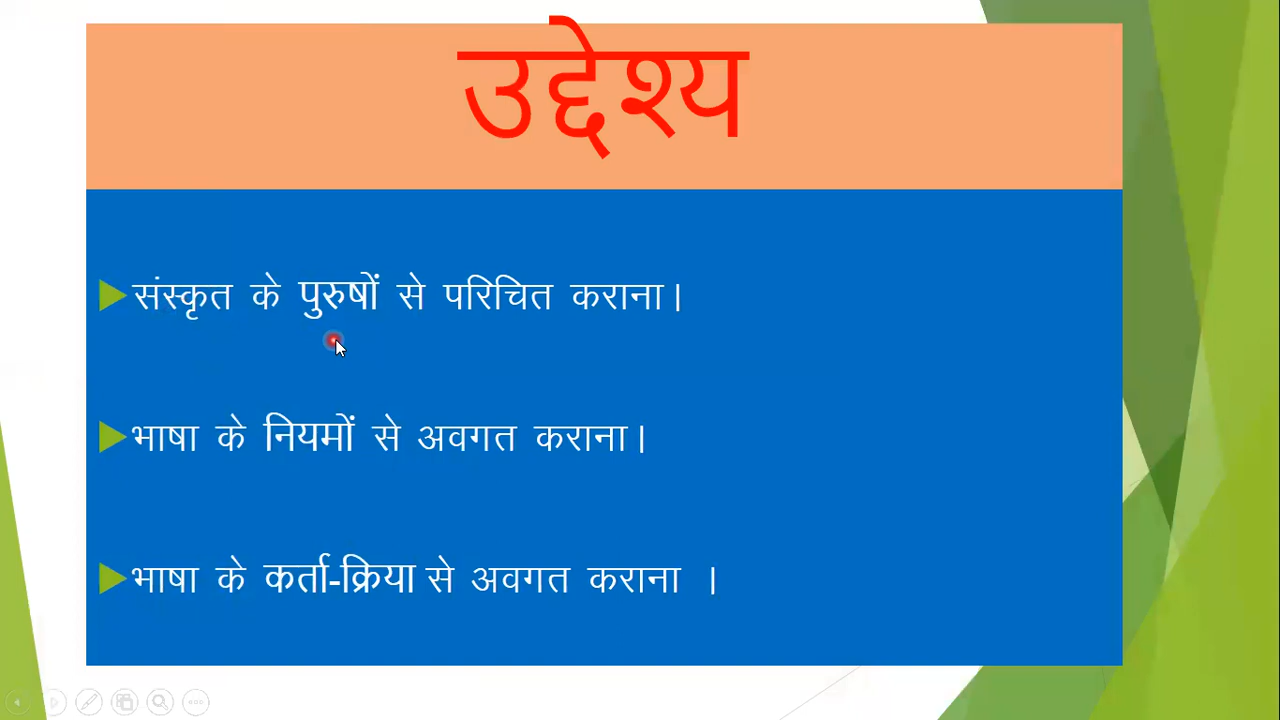 उद्देश्य
संस्कृत के पुरुषों से परिचित कराना।
भाषा के नियमों से अवगत कराना।
भाषा के कर्ता-क्रिया से अवगत कराना ।